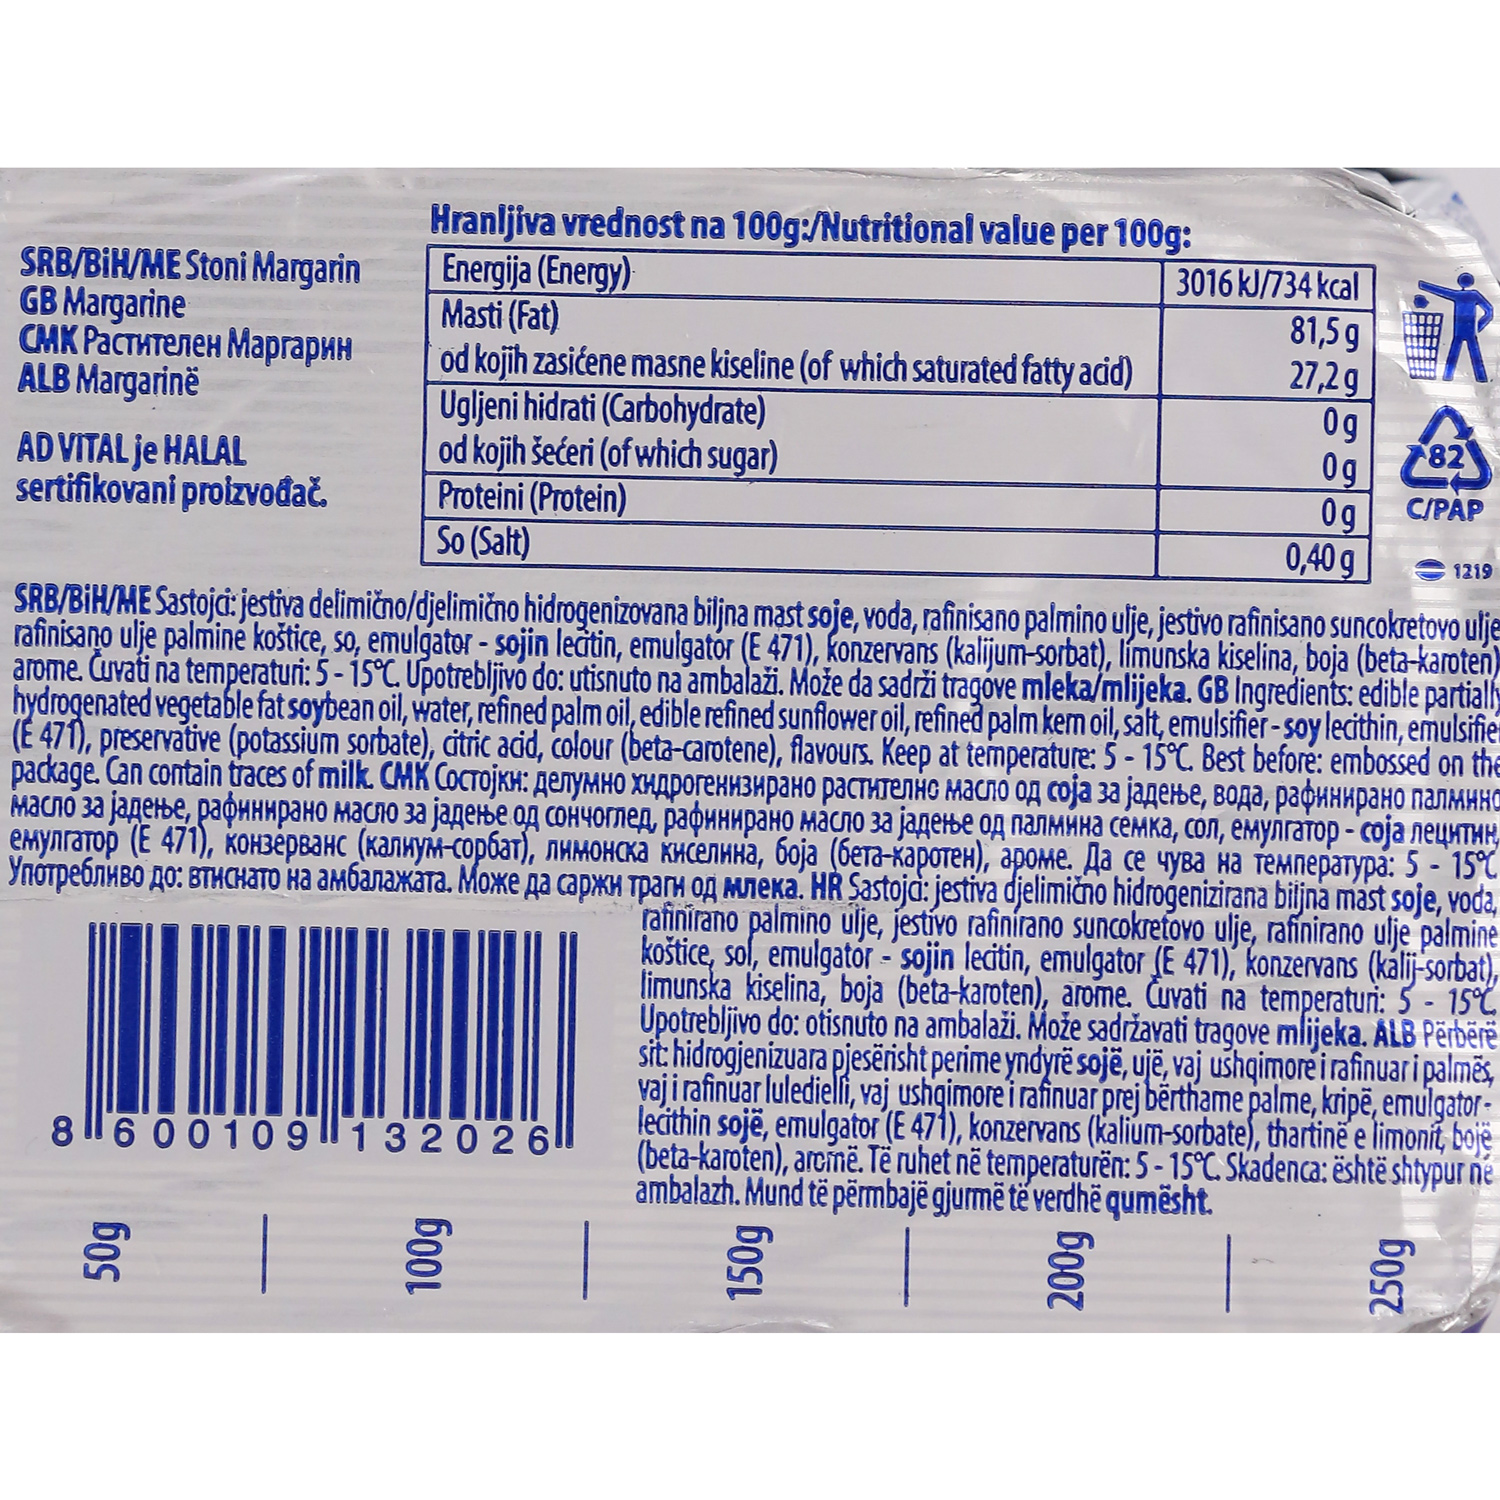 SRB/BiH/ME Stoni Margarin
GB Margarine
СМК Растителен Маргарин
ALB Margarinë
AD VITAL je HALAL
sertifikovani proizvođač.
Hranljiva vrednost na 100g:/Nutritional value per 100g:
Energija (Energy) 3016 kJ/734 kcal
Masti (Fat) 81,5 g
od kojih zasićene masne kiseline (of which saturated fatty acid) 27,2 g
Ugljeni hidrati (Carbohydrate) 0 g
od kojih šećeri (of which sugar) 0 g
Proteini (Protein) 0 g
So (Salt) 0,40 g
82
C/PAP
1219
SRB/BiH/ME Sastojci: jestiva delimično/djelimično hidrogenizovana biljna mast soje, voda, rafinisano palmino ulje, jestivo rafinisano suncokretovo ulje
rafinisano ulje palmine koštice, so, emulgator - sojin lecitin, emulgator (E 471), konzervans (kalijum-sorbat), limunska kiselina, boja (beta-karoten)
arome. Čuvati na temperaturi: 5 - 15°C. Upotrebljivo do: utisnuto na ambalaži. Može da sadrži tragove mleka/mlijeka. GB Ingredients: edible partially
hydrogenated vegetable fat soybean oil, water, refined palm oil, edible refined sunflower oil, refined palm kern oil, salt, emulsifier - soy lecithin, emulsifier
(E 471), preservative (potassium sorbate), citric acid, colour (beta-carotene), flavours. Keep at temperature: 5 - 15°C. Best before: embossed on the
package. Can contain traces of milk. СМК Состојки: делумно хидрогенизирано растително масло од соја за јадење, вода, рафинирано палмино
масло за јадење, рафинирано масло за јадење од сончоглед, рафинирано масло за јадење од палмина семка, сол, емулгатор - соја лецитин,
емулгатор (E 471), конзерванс (калиум-сорбат), лимонска киселина, боја (бета-каротен), ароме. Да се чува на температура: 5 - 15°C
Употребливо до: втиснато на амбалажата. Може да саржи траги од млека. HR Sastojci: jestiva djelimično hidrogenizirana biljna mast soje, voda,
rafinirano palmino ulje, jestivo rafinirano suncokretovo ulje, rafinirano ulje palmine
koštice, sol, emulgator - sojin lecitin, emulgator (E 471), konzervans (kalij-sorbat),
limunska kiselina, boja (beta-karoten), arome. Čuvati na temperaturi: 5 - 15°C.
Upotrebljivo do: otisnuto na ambalaži. Može sadržavati tragove mlijeka. ALB Përbërë
sit: hidrogjenizuara pjesërisht perime yndyrë sojë, ujë, vaj ushqimore i rafinuar i palmës,
vaj i rafinuar luledielli, vaj ushqimore i rafinuar prej bërthame palme, kripë, emulgator -
lecithin sojë, emulgator (E 471), konzervans (kalium-sorbate), thartinë e limonit, bojë
(beta-karoten), aromë. Të ruhet në temperaturën: 5 - 15°C. Skadenca: është shtypur në
ambalazh. Mund të përmbajë gjurmë të verdhë qumësht.
8 600109 132026
50g 100g 150g 200g 250g